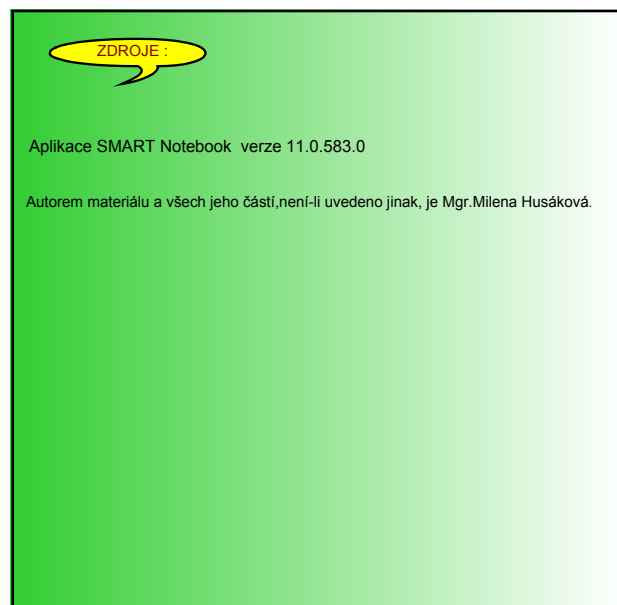 ZDROJE :
Aplikace SMART Notebook verze 11.0.583.0
Autorem materiálu a všech jeho částí,není-li uvedeno jinak, je Mgr.Milena Husáková.